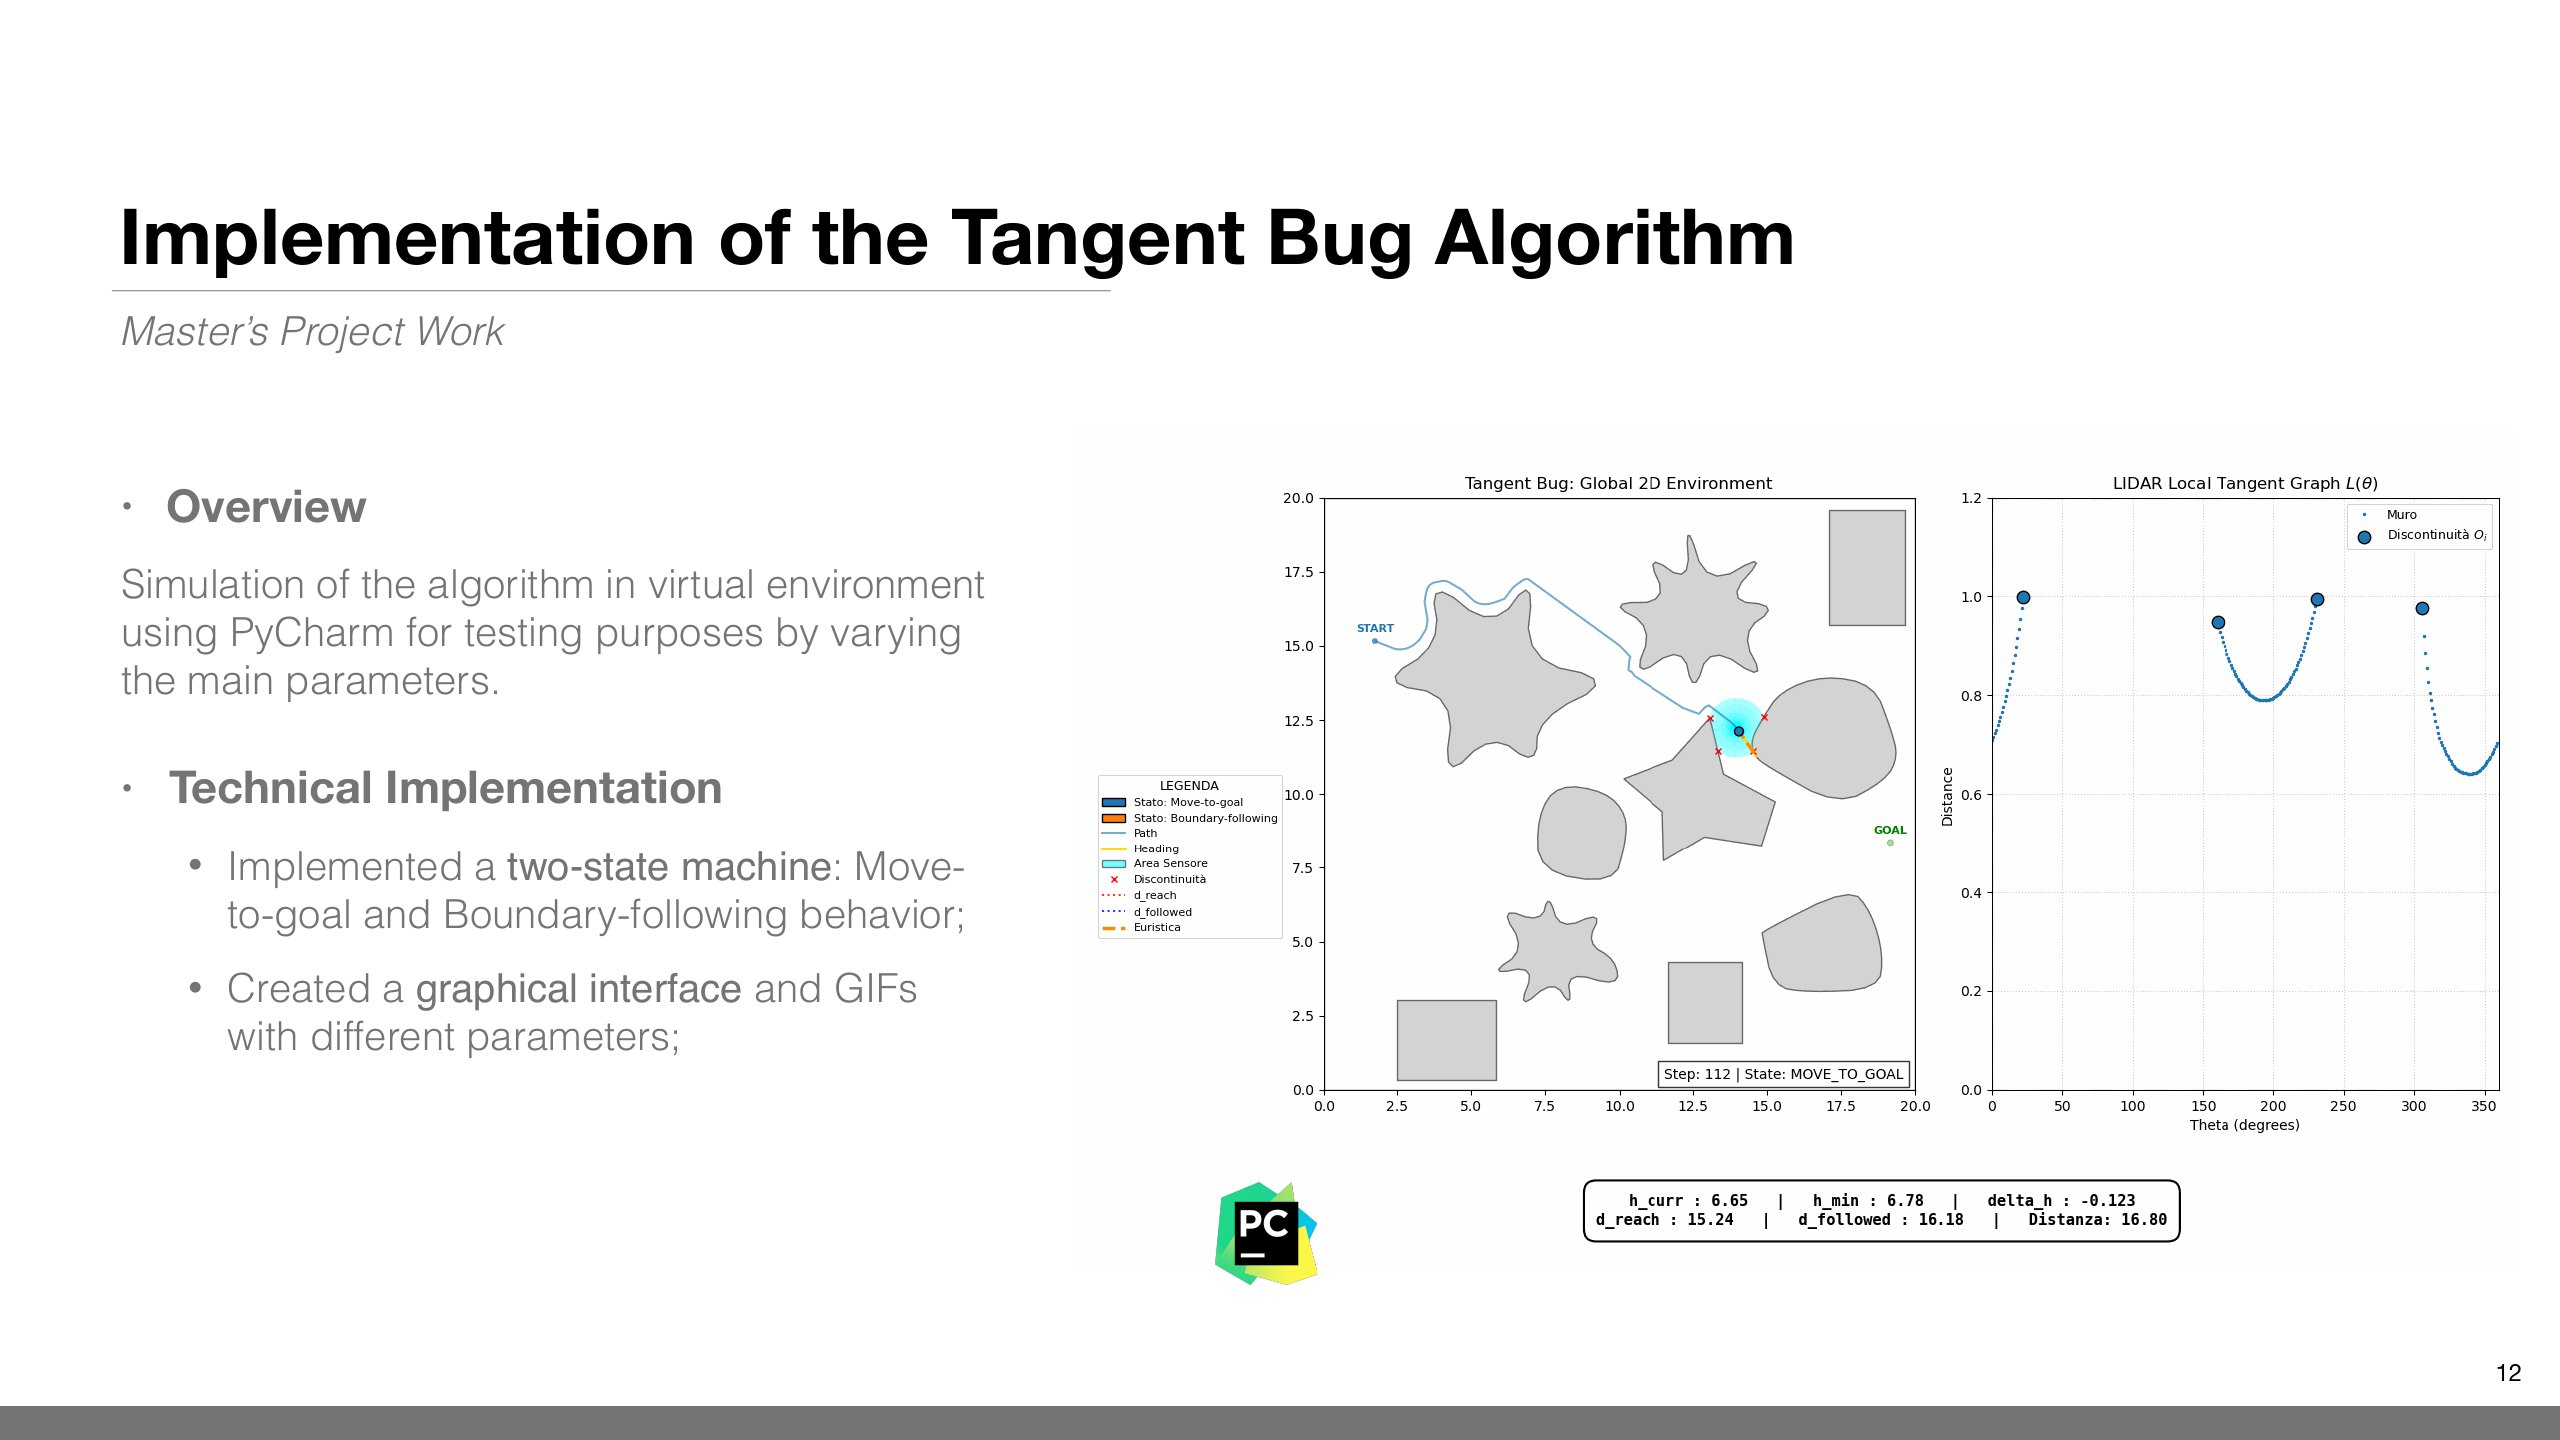 Implementation of the Tangent Bug Algorithm
Master’s Project Work
• Overview
Simulation of the algorithm in virtual environment
using PyCharm for testing purposes by varying
the main parameters.
• Technical Implementation
• Implemented a two-state machine: Move-
to-goal and Boundary-following behavior;
• Created a graphical interface and GIFs
with different parameters;
LEGENDA
Stato: Move-to-goal
Stato: Boundary-following
Path
Heading
Area Sensore
Discontinuità
d_reach
d_followed
Euristica
Tangent Bug: Global 2D Environment
20.0
17.5
15.0
12.5
10.0
7.5
5.0
2.5
0.0
START
GOAL
Step: 112 | State: MOVE_TO_GOAL
0.0 2.5 5.0 7.5 10.0 12.5 15.0 17.5 20.0
LIDAR Local Tangent Graph L(θ)
Muro
Discontinuità Oᵢ
1.2
1.0
0.8
0.6
0.4
0.2
0.0
Distance
0 50 100 150 200 250 300 350
Theta (degrees)
PC
h_curr : 6.65 | h_min : 6.78 | delta_h : -0.123
d_reach : 15.24 | d_followed : 16.18 | Distanza: 16.80
12